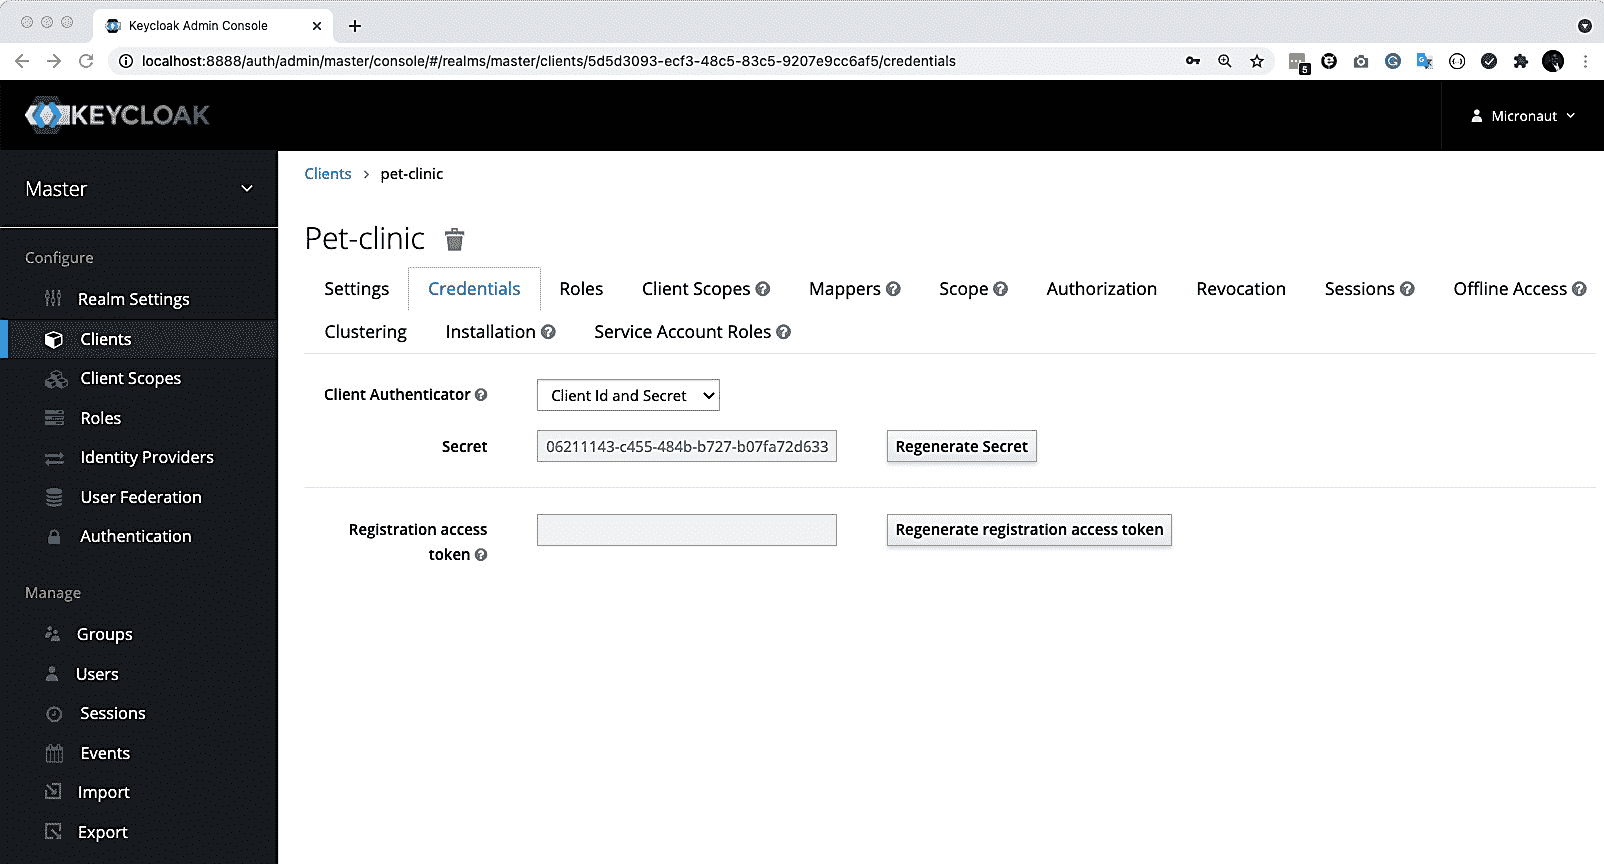 Keycloak Admin Console
localhost:8888/auth/admin/master/console/#/realms/master/clients/5d5d3093-ecf3-48c5-83c5-9207e9cc6af5/credentials
5
KEYCLOAK
Micronaut
Master
Clients > pet-clinic
Pet-clinic
Configure
Realm Settings
Clients
Client Scopes
Roles
Identity Providers
User Federation
Authentication
Manage
Groups
Users
Sessions
Events
Import
Export
Settings Credentials Roles Client Scopes Mappers Scope Authorization Revocation Sessions Offline Access
Clustering Installation Service Account Roles
Client Authenticator Client Id and Secret
Secret 06211143-c455-484b-b727-b07fa72d633 Regenerate Secret
Registration access
token
Regenerate registration access token